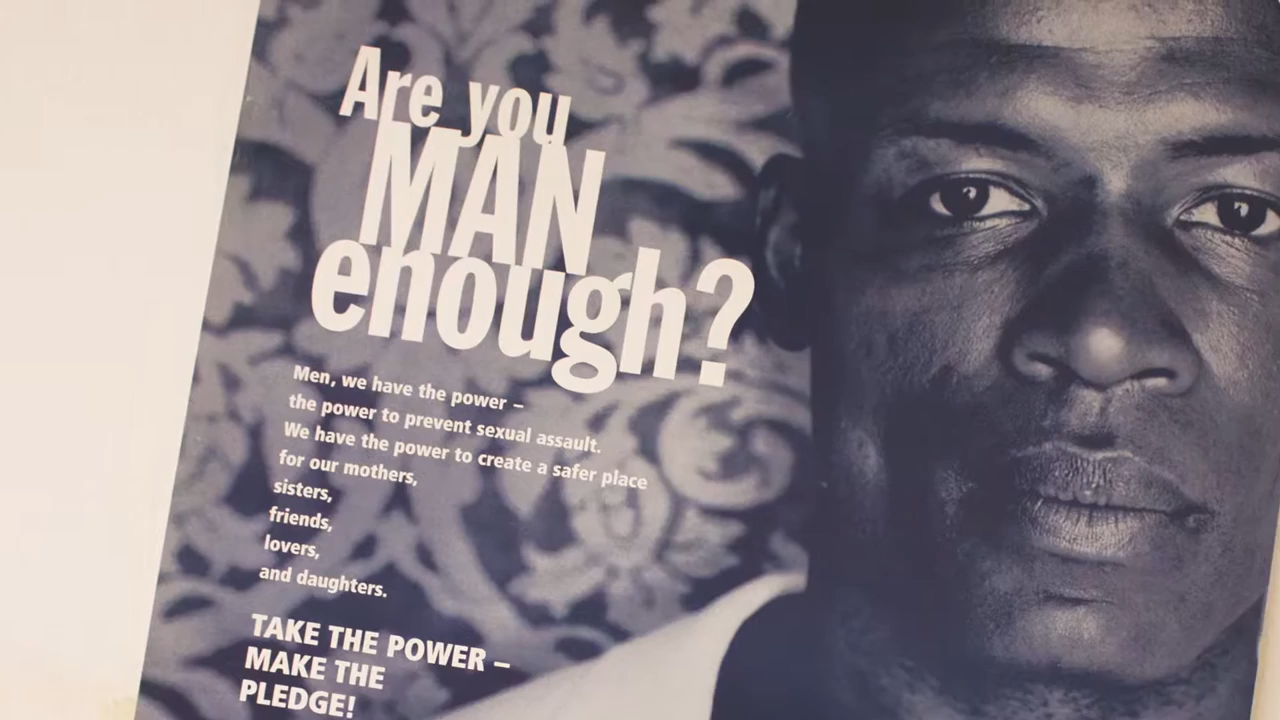 Are you
MAN
enough?
Men, we have the power –
the power to prevent sexual assault.
We have the power to create a safer place
for our mothers,
sisters,
friends,
lovers,
and daughters.
TAKE THE POWER –
MAKE THE
PLEDGE!